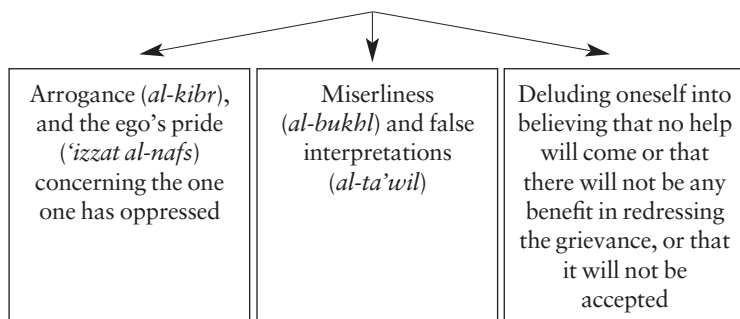 Arrogance (al-kibr),
and the ego's pride
(‘izzat al-nafs)
concerning the one
one has oppressed
Miserliness
(al-bukhl) and false
interpretations
(al-ta’wil)
Deluding oneself into
believing that no help
will come or that
there will not be any
benefit in redressing
the grievance, or that
it will not be
accepted